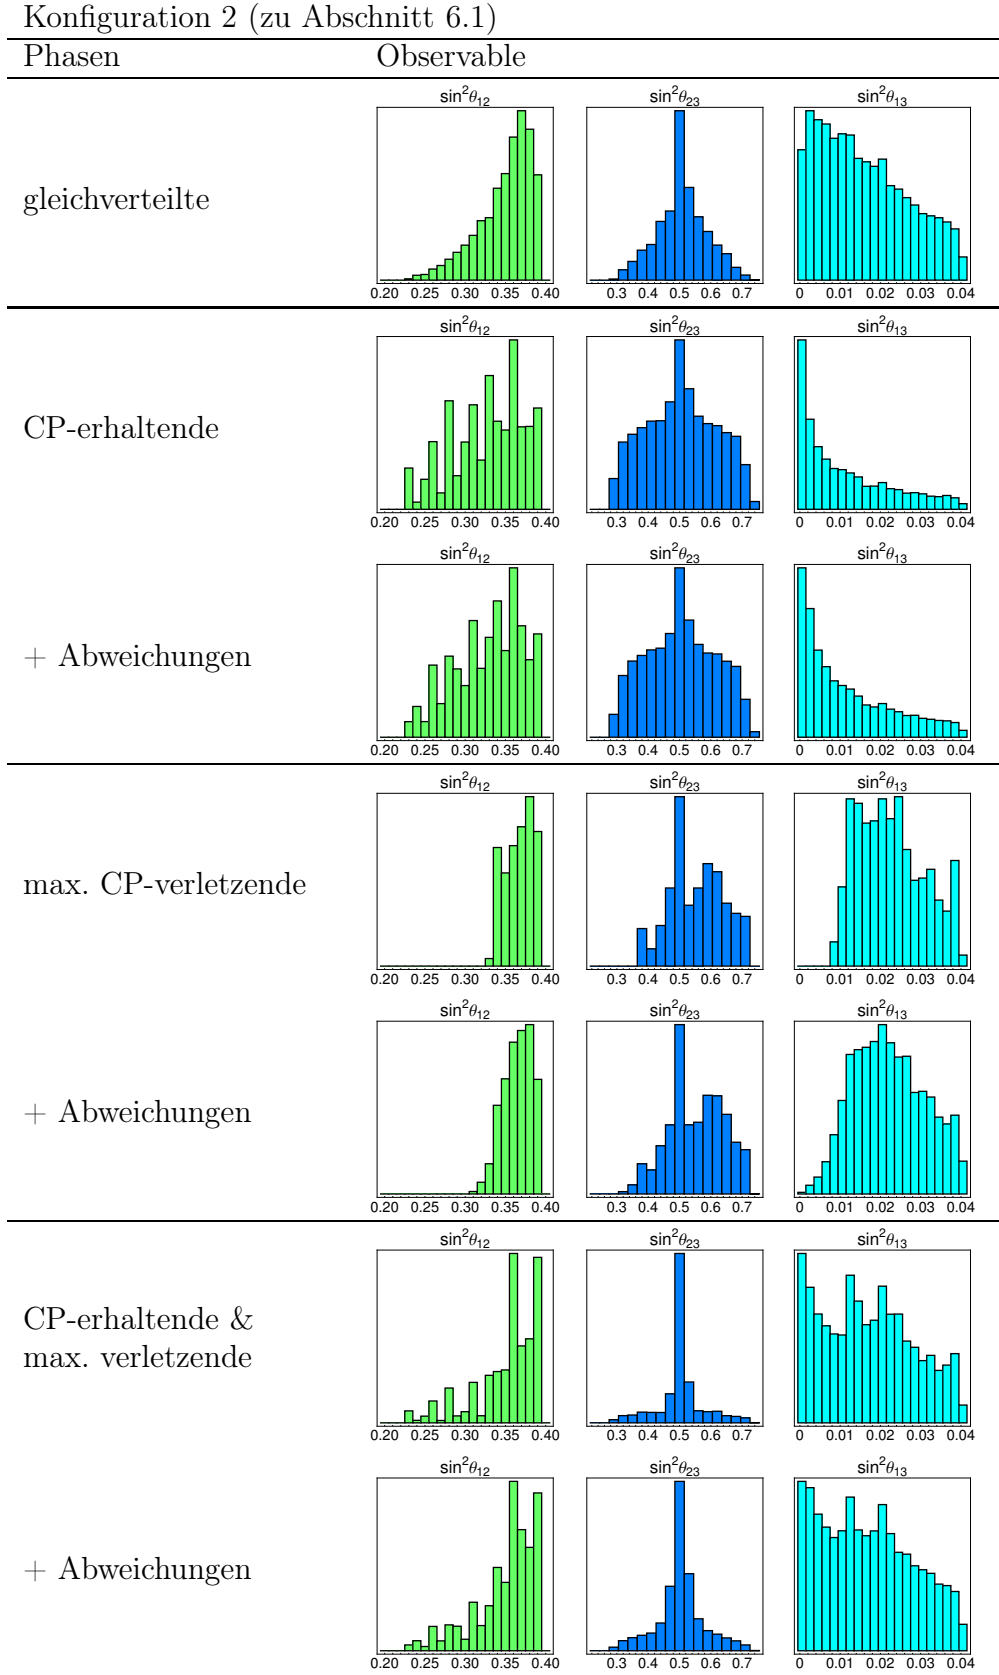 Konfiguration 2 (zu Abschnitt 6.1)
Phasen Observable
sin²θ₁₂ sin²θ₂₃ sin²θ₁₃
gleichverteilte
0.20 0.25 0.30 0.35 0.40 0.3 0.4 0.5 0.6 0.7 0 0.01 0.02 0.03 0.04
sin²θ₁₂ sin²θ₂₃ sin²θ₁₃
CP-erhaltende
0.20 0.25 0.30 0.35 0.40 0.3 0.4 0.5 0.6 0.7 0 0.01 0.02 0.03 0.04
sin²θ₁₂ sin²θ₂₃ sin²θ₁₃
+ Abweichungen
0.20 0.25 0.30 0.35 0.40 0.3 0.4 0.5 0.6 0.7 0 0.01 0.02 0.03 0.04
sin²θ₁₂ sin²θ₂₃ sin²θ₁₃
max. CP-verletzende
0.20 0.25 0.30 0.35 0.40 0.3 0.4 0.5 0.6 0.7 0 0.01 0.02 0.03 0.04
sin²θ₁₂ sin²θ₂₃ sin²θ₁₃
+ Abweichungen
0.20 0.25 0.30 0.35 0.40 0.3 0.4 0.5 0.6 0.7 0 0.01 0.02 0.03 0.04
sin²θ₁₂ sin²θ₂₃ sin²θ₁₃
CP-erhaltende &
max. verletzende
0.20 0.25 0.30 0.35 0.40 0.3 0.4 0.5 0.6 0.7 0 0.01 0.02 0.03 0.04
sin²θ₁₂ sin²θ₂₃ sin²θ₁₃
+ Abweichungen
0.20 0.25 0.30 0.35 0.40 0.3 0.4 0.5 0.6 0.7 0 0.01 0.02 0.03 0.04